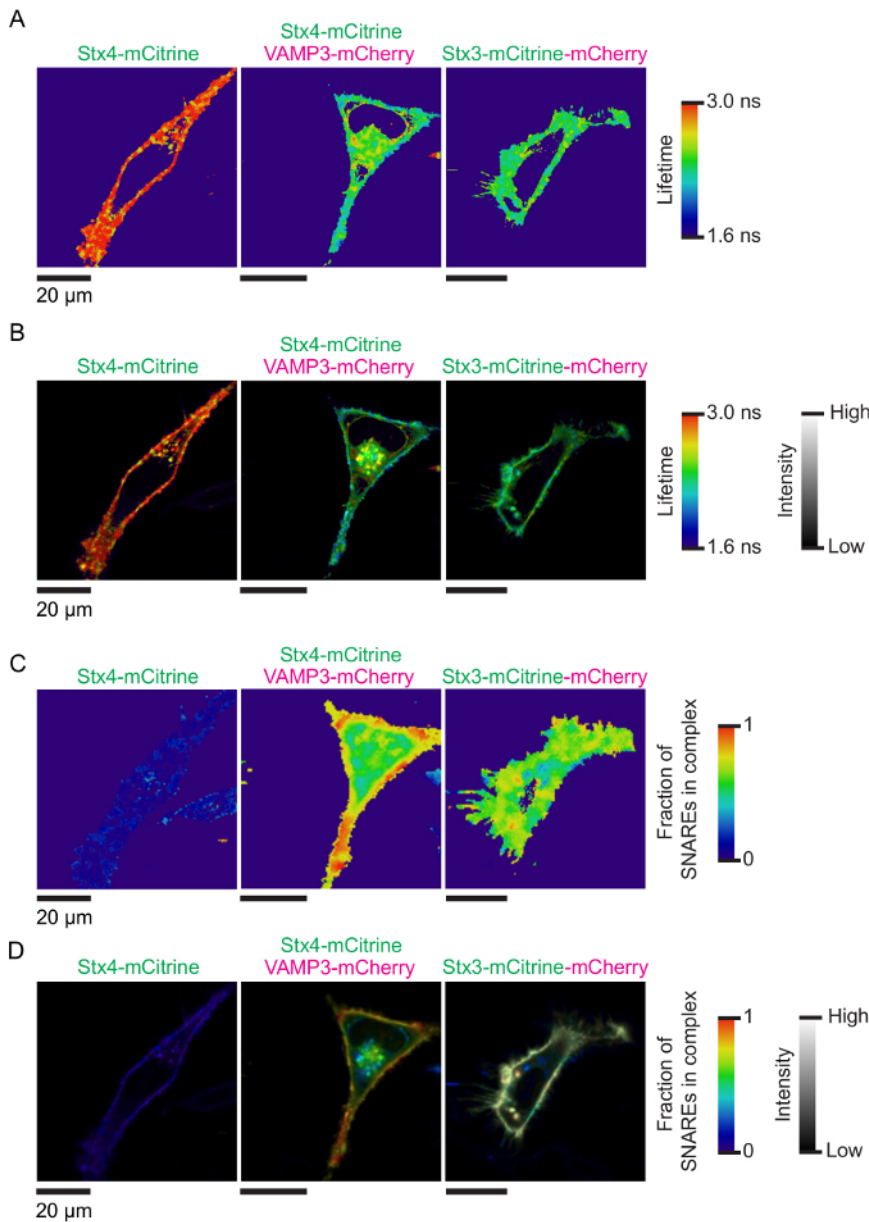 A
Stx4-mCitrine
Stx4-mCitrine
VAMP3-mCherry
Stx3-mCitrine-mCherry
Lifetime
3.0 ns
1.6 ns
20 µm
B
Stx4-mCitrine
Stx4-mCitrine
VAMP3-mCherry
Stx3-mCitrine-mCherry
Lifetime
3.0 ns
1.6 ns
Intensity
High
Low
20 µm
C
Stx4-mCitrine
Stx4-mCitrine
VAMP3-mCherry
Stx3-mCitrine-mCherry
Fraction of
SNAREs in complex
1
0
20 µm
D
Stx4-mCitrine
Stx4-mCitrine
VAMP3-mCherry
Stx3-mCitrine-mCherry
Fraction of
SNAREs in complex
1
0
Intensity
High
Low
20 µm